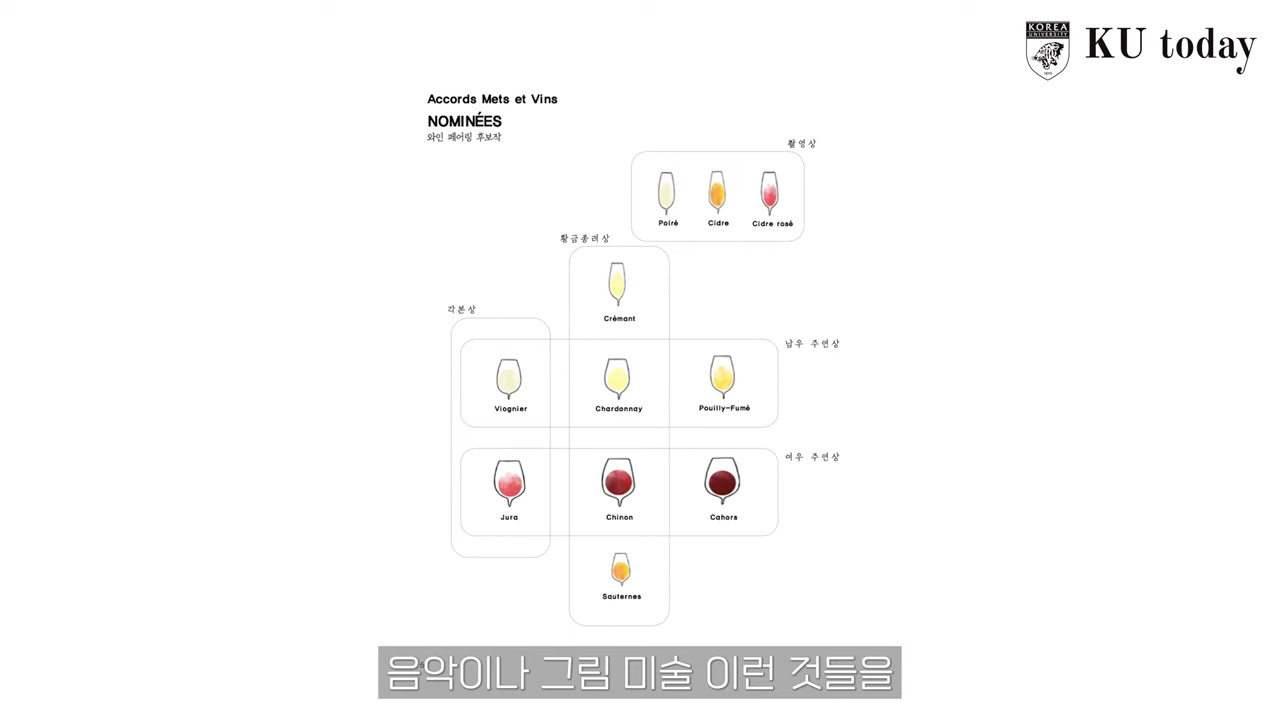 KOREA
UNIVERSITY
1905
KU today
Accords Mets et Vins
NOMINÉES
와인 페어링 후보작
촬영상
Poiré
Cidre
Cidre rosé
황금종려상
Crémant
각본상
남우 주연상
Viognier
Chardonnay
Pouilly-Fumé
여우 주연상
Jura
Chinon
Cahors
Sauternes
음악이나 그림 미술 이런 것들을